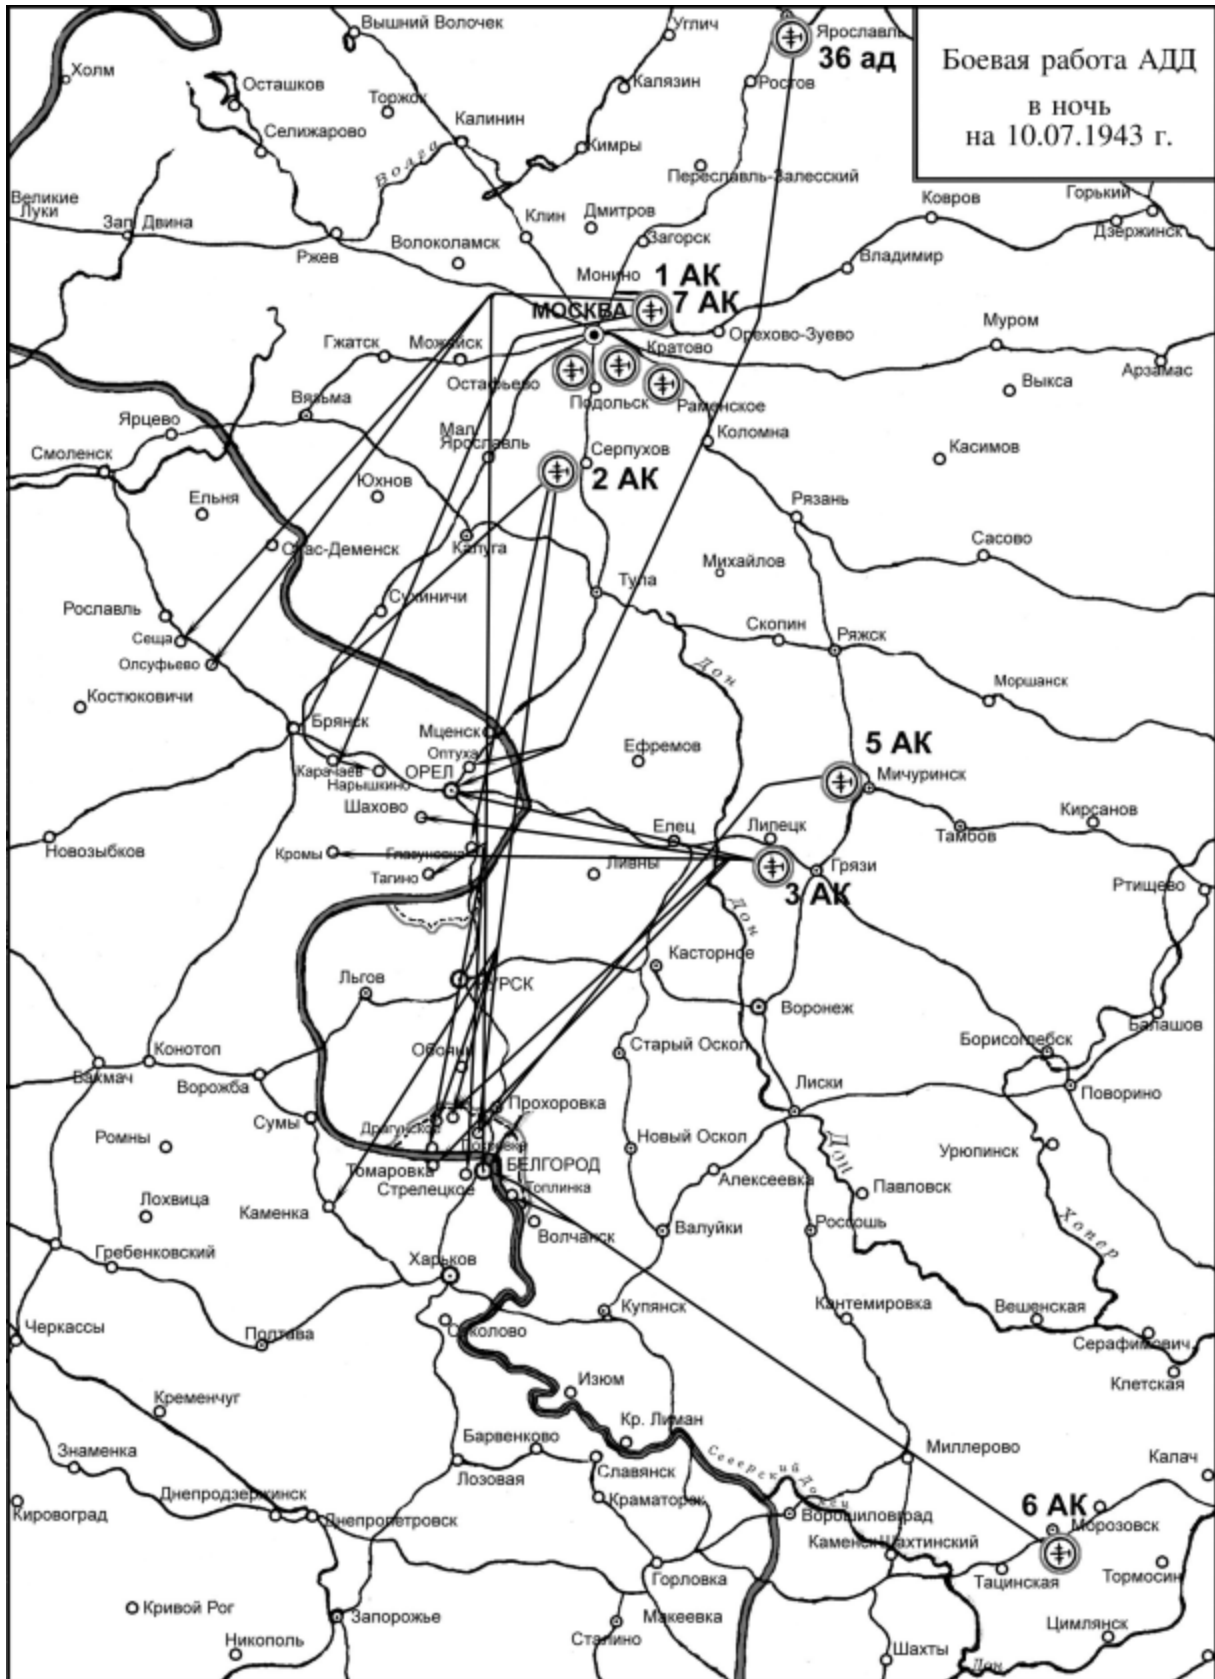 Боевая работа АДД
в ночь
на 10.07.1943 г.
Вышний Волочек
Углич
Ярославль
36 ад
Холм
Осташков
Торжок
Калязин
Ростов
Селижарово
Калинин
Кимры
Волга
Переславль-Залесский
Великие
Луки
Зап. Двина
Ржев
Волоколамск
Клин
Дмитров
Загорск
Ковров
Горький
Дзержинск
Владимир
Монино
1 АК
7 АК
МОСКВА
Орехово-Зуево
Муром
Арзамас
Выкса
Гжатск
Можайск
Кратово
Остафьево
Подольск
Раменское
Вязьма
Ярцево
Мал.
Ярославль
Серпухов
Коломна
Касимов
Смоленск
2 АК
Юхнов
Ельня
Рязань
Сасово
Спас-Деменск
Калуга
Михайлов
Тула
Рославль
Сухиничи
Сеща
Олсуфьево
Скопин
Ряжск
Дон
Моршанск
Костюковичи
Брянск
Мценск
Оптуха
Ефремов
5 АК
Мичуринск
Карачаев
Нарышкино
ОРЕЛ
Шахово
Новозыбков
Кромы
Глазуновка
Тагино
Елец
Липецк
Ливны
Грязи
3 АК
Тамбов
Кирсанов
Ртищево
Дон
Касторное
Льгов
КУРСК
Воронеж
Балашов
Борисоглебск
Поворино
Конотоп
Бахмач
Ворожба
Обоянь
Старый Оскол
Лиски
Сумы
Прохоровка
Драгунское
Ромны
Томаровка
Стрелецкое
БЕЛГОРОД
Топлинка
Новый Оскол
Алексеевка
Дон
Урюпинск
Павловск
Лохвица
Каменка
Волчанск
Валуйки
Россошь
Хопер
Гребенковский
Харьков
Купянск
Кантемировка
Вешенская
Серафимович
Клетская
Черкассы
Полтава
Соколово
Изюм
Кременчуг
Кр. Лиман
Знаменка
Барвенково
Лозовая
Славянск
Краматорск
Северский Донец
Миллерово
Калач
Кировоград
Днепродзержинск
Днепропетровск
Ворошиловград
6 АК
Морозовск
Каменск-Шахтинский
Тацинская
Тормосин
Горловка
Кривой Рог
Запорожье
Макеевка
Сталино
Никополь
Цимлянск
Шахты
Дон